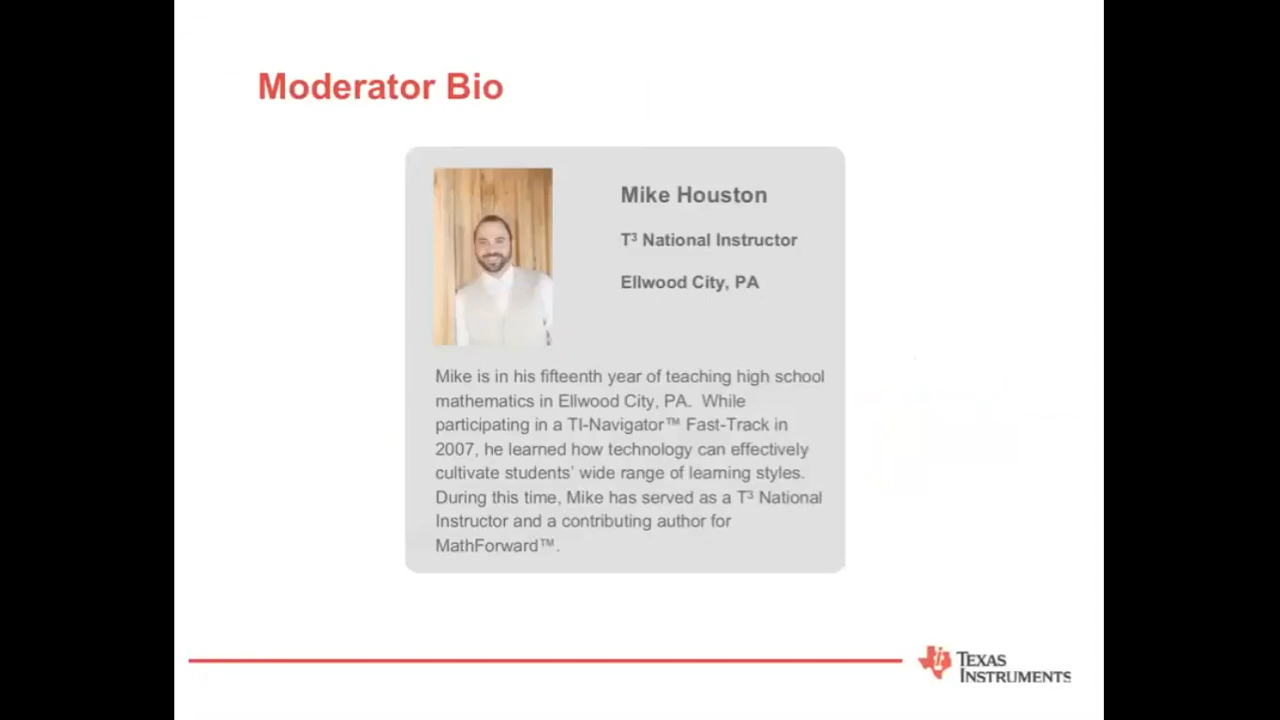 Moderator Bio
Mike Houston
T³ National Instructor
Ellwood City, PA
Mike is in his fifteenth year of teaching high school
mathematics in Ellwood City, PA.  While
participating in a TI-Navigator™ Fast-Track in
2007, he learned how technology can effectively
cultivate students’ wide range of learning styles.
During this time, Mike has served as a T³ National
Instructor and a contributing author for
MathForward™.
TEXAS
INSTRUMENTS